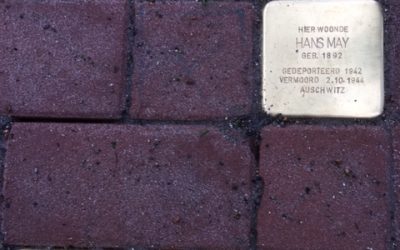 HIER WOONDE
HANS MAY
GEB. 1892
GEDEPORTEERD 1942
VERMOORD 2.10.1944
AUSCHWITZ